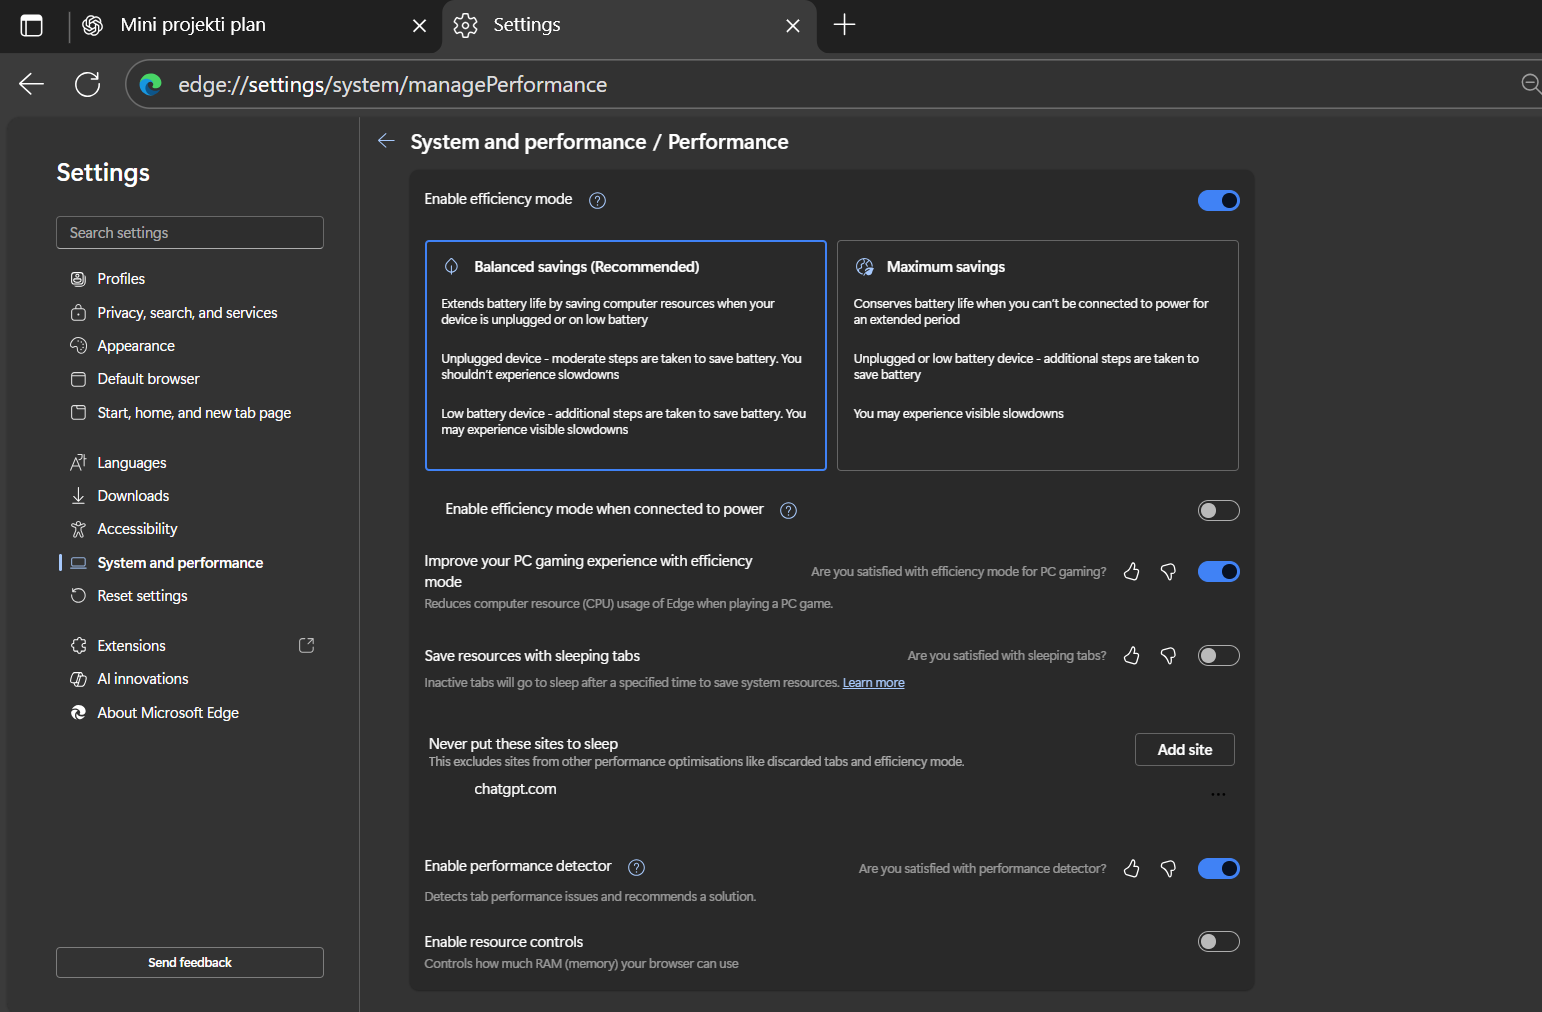 Mini projekti plan
Settings
edge://settings/system/managePerformance
Settings
Search settings
Profiles
Privacy, search, and services
Appearance
Default browser
Start, home, and new tab page
Languages
Downloads
Accessibility
System and performance
Reset settings
Extensions
AI innovations
About Microsoft Edge
Send feedback
System and performance / Performance
Enable efficiency mode
Balanced savings (Recommended)
Extends battery life by saving computer resources when your
device is unplugged or on low battery
Unplugged device - moderate steps are taken to save battery. You
shouldn't experience slowdowns
Low battery device - additional steps are taken to save battery. You
may experience visible slowdowns
Maximum savings
Conserves battery life when you can't be connected to power for
an extended period
Unplugged or low battery device - additional steps are taken to
save battery
You may experience visible slowdowns
Enable efficiency mode when connected to power
Improve your PC gaming experience with efficiency
mode
Are you satisfied with efficiency mode for PC gaming?
Reduces computer resource (CPU) usage of Edge when playing a PC game.
Save resources with sleeping tabs
Are you satisfied with sleeping tabs?
Inactive tabs will go to sleep after a specified time to save system resources. Learn more
Never put these sites to sleep
This excludes sites from other performance optimisations like discarded tabs and efficiency mode.
Add site
chatgpt.com
Enable performance detector
Are you satisfied with performance detector?
Detects tab performance issues and recommends a solution.
Enable resource controls
Controls how much RAM (memory) your browser can use